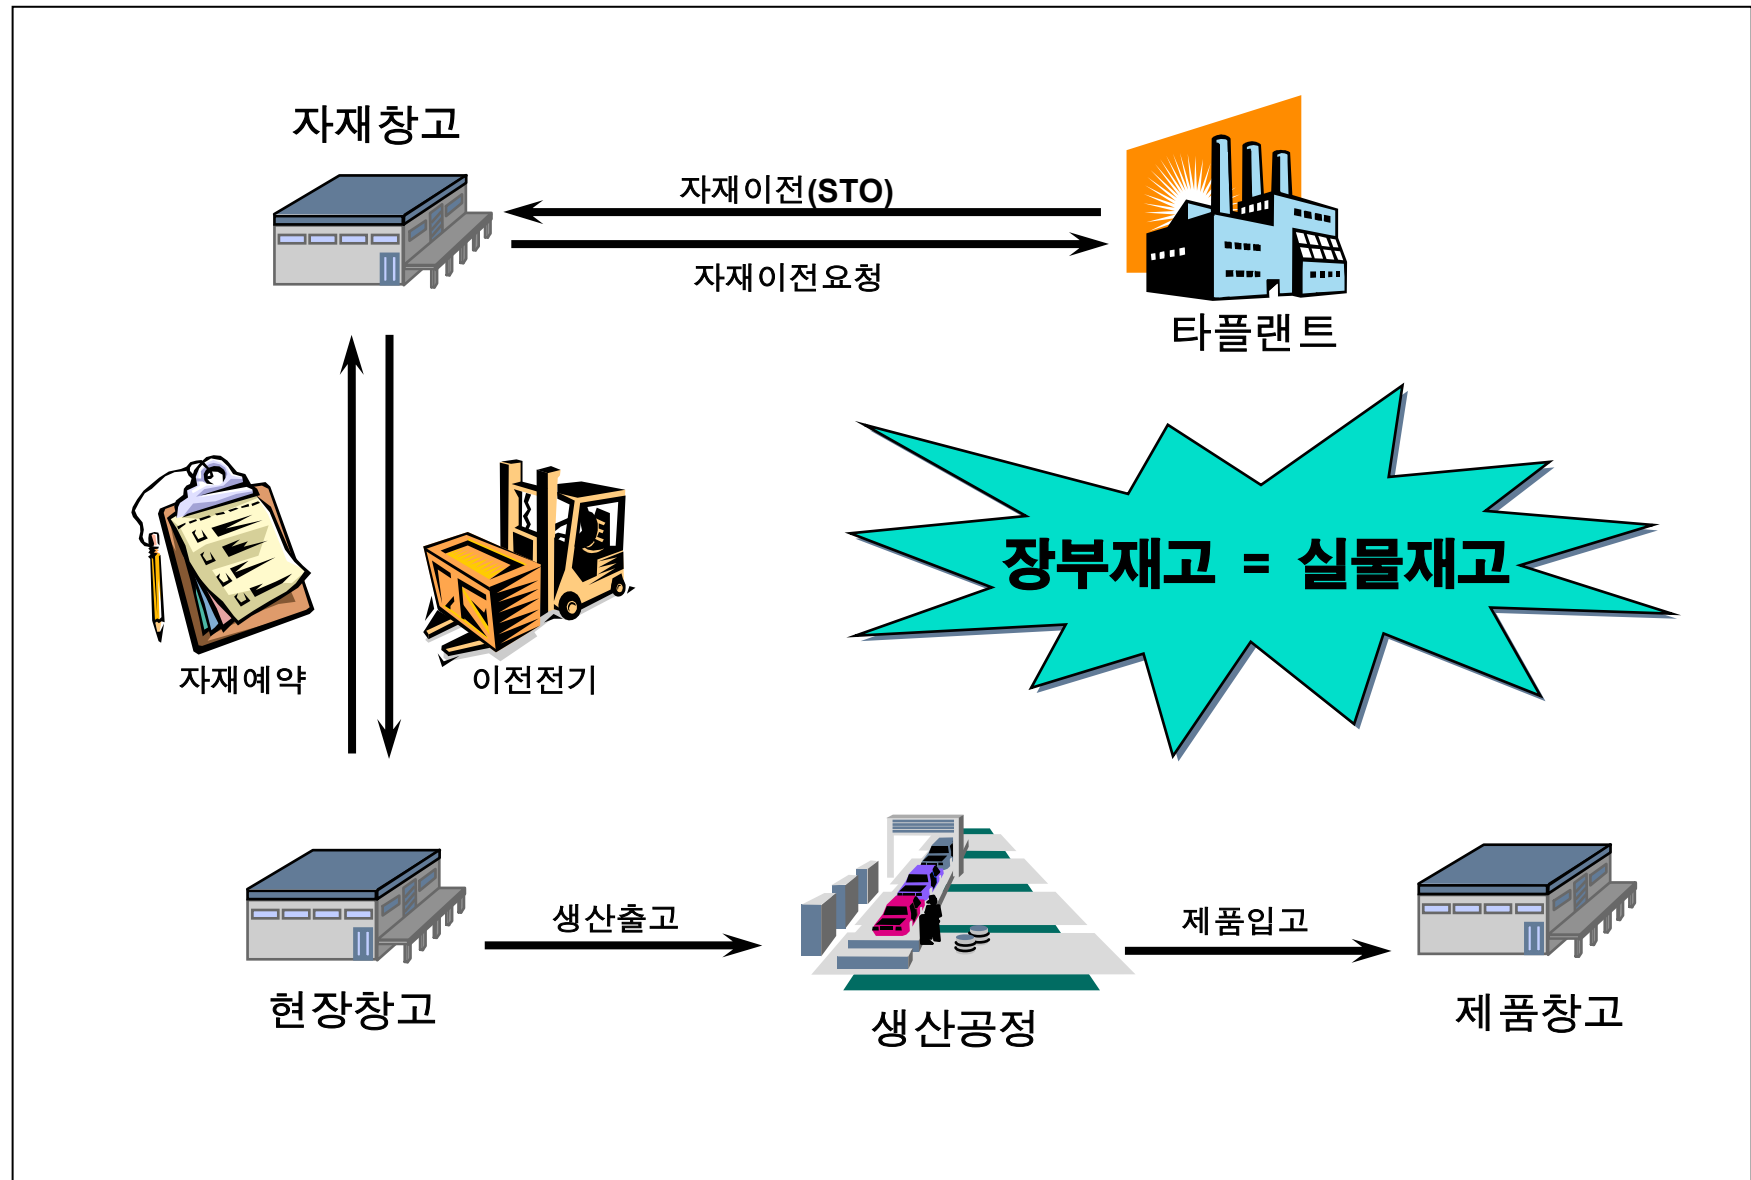 자재창고
자재이전(STO)
자재이전요청
타플랜트
장부재고 = 실물재고
자재예약
이전전기
생산출고
제품입고
현장창고
생산공정
제품창고